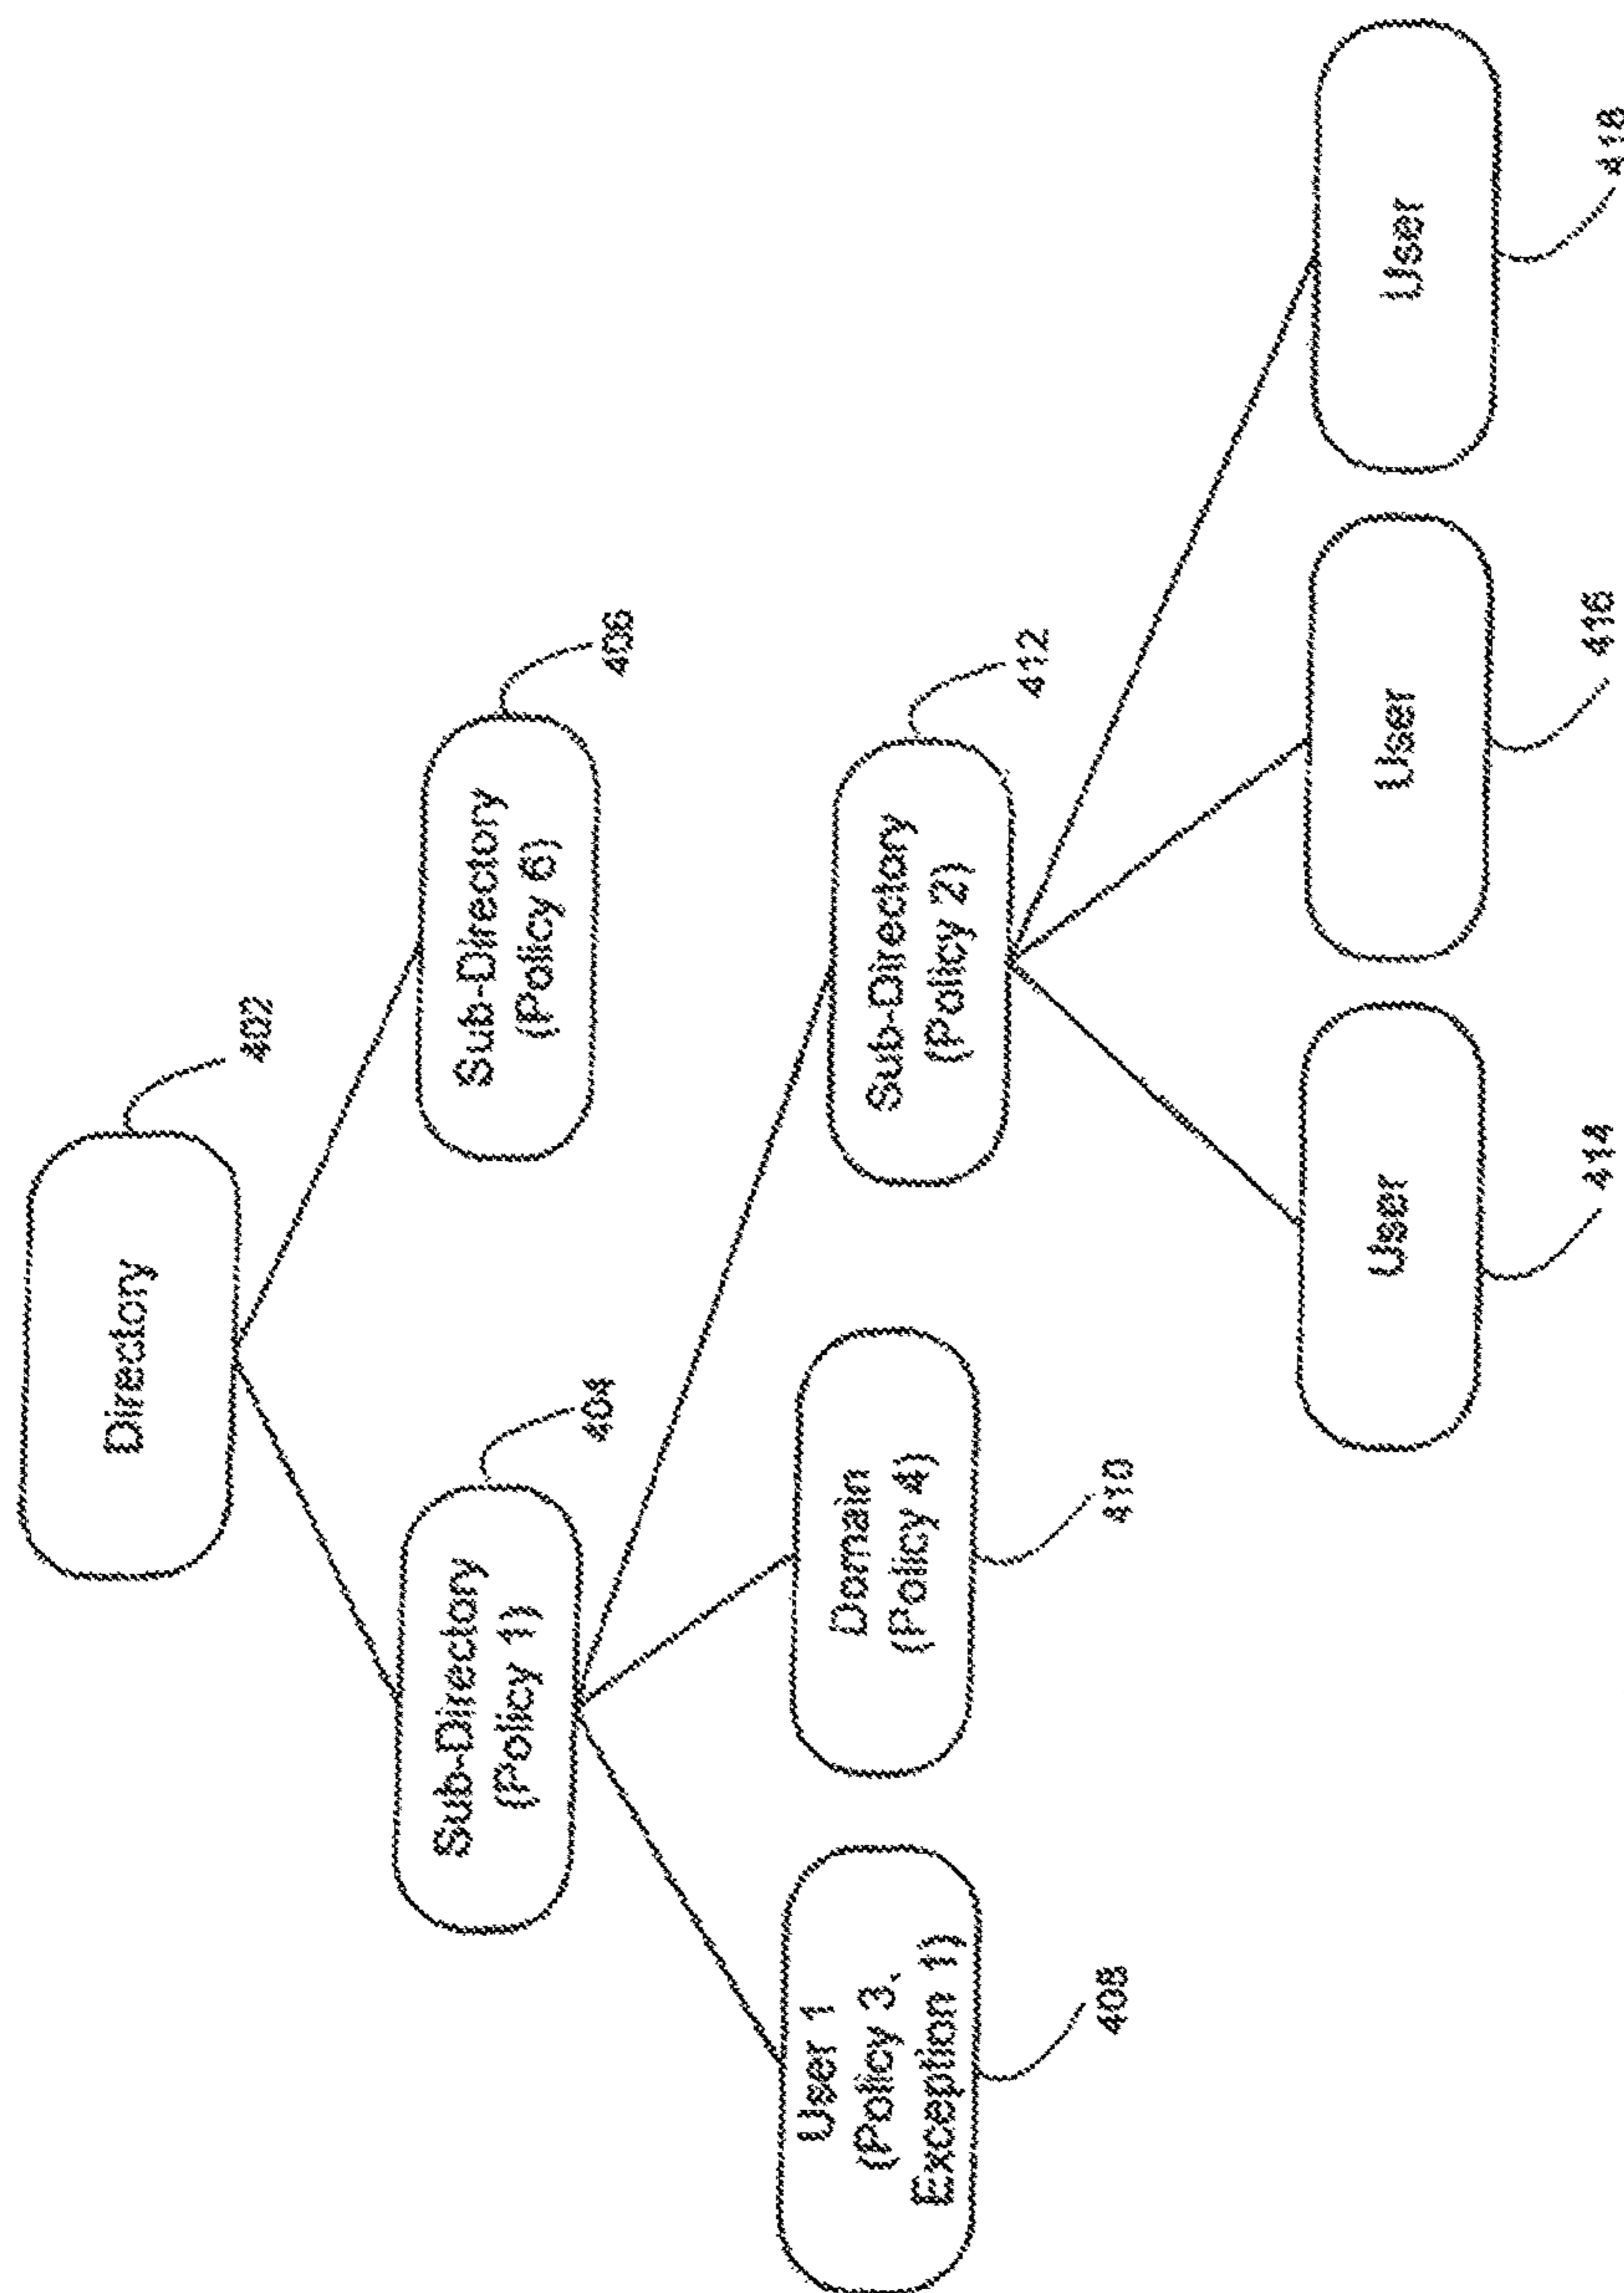 Directory
402
Sub-Directory
(Policy 1)
404
Sub-Directory
(Policy 6)
406
User 1
(Policy 3,
Exception 1)
408
Domain
(Policy 4)
410
Sub-Directory
(Policy 2)
412
User
414
User
416
User
418